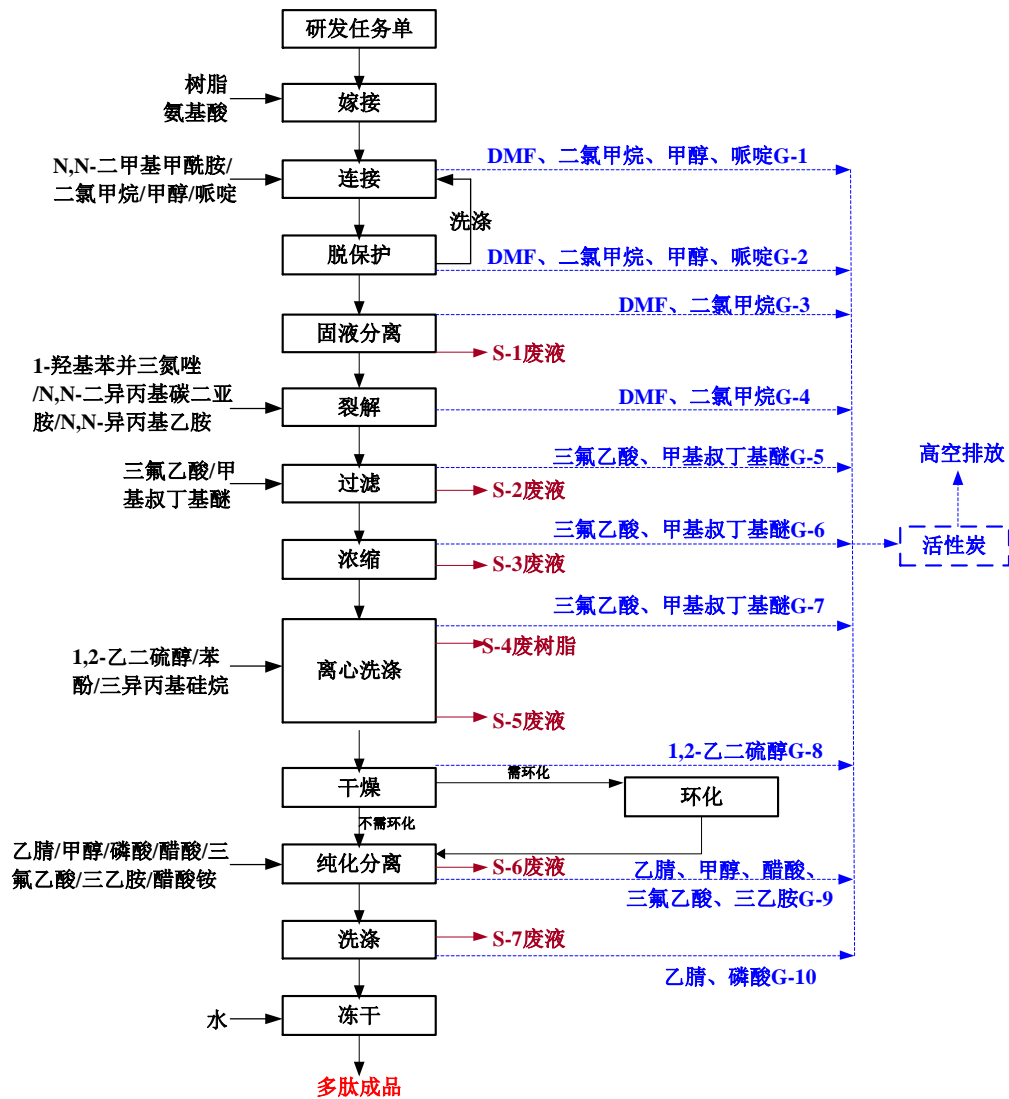 研发任务单
树脂
氨基酸
嫁接
N,N-二甲基甲酰胺/
二氯甲烷/甲醇/哌啶
连接
DMF、二氯甲烷、甲醇、哌啶G-1
洗涤
脱保护
DMF、二氯甲烷、甲醇、哌啶G-2
DMF、二氯甲烷G-3
固液分离
S-1废液
1-羟基苯并三氮唑
/N,N-二异丙基碳二亚
胺/N,N-异丙基乙胺
裂解
DMF、二氯甲烷G-4
三氟乙酸/甲
基叔丁基醚
过滤
三氟乙酸、甲基叔丁基醚G-5
S-2废液
高空排放
活性炭
浓缩
三氟乙酸、甲基叔丁基醚G-6
S-3废液
三氟乙酸、甲基叔丁基醚G-7
1,2-乙二硫醇/苯
酚/三异丙基硅烷
离心洗涤
S-4废树脂
S-5废液
1,2-乙二硫醇G-8
干燥
需环化
环化
不需环化
乙腈/甲醇/磷酸/醋酸/三
氟乙酸/三乙胺/醋酸铵
纯化分离
S-6废液
乙腈、甲醇、醋酸、
三氟乙酸、三乙胺G-9
洗涤
S-7废液
乙腈、磷酸G-10
水
冻干
多肽成品